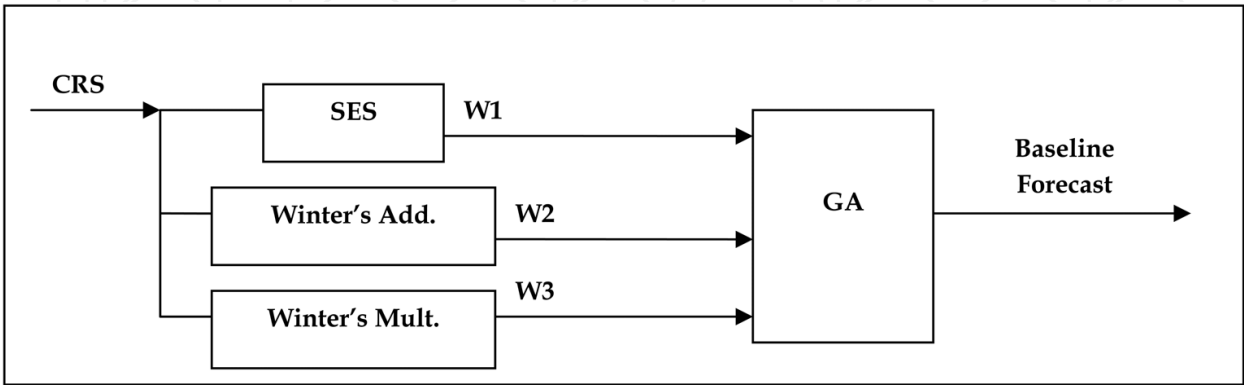 CRS
SES
W1
Winter’s Add.
W2
Winter’s Mult.
W3
GA
Baseline
Forecast